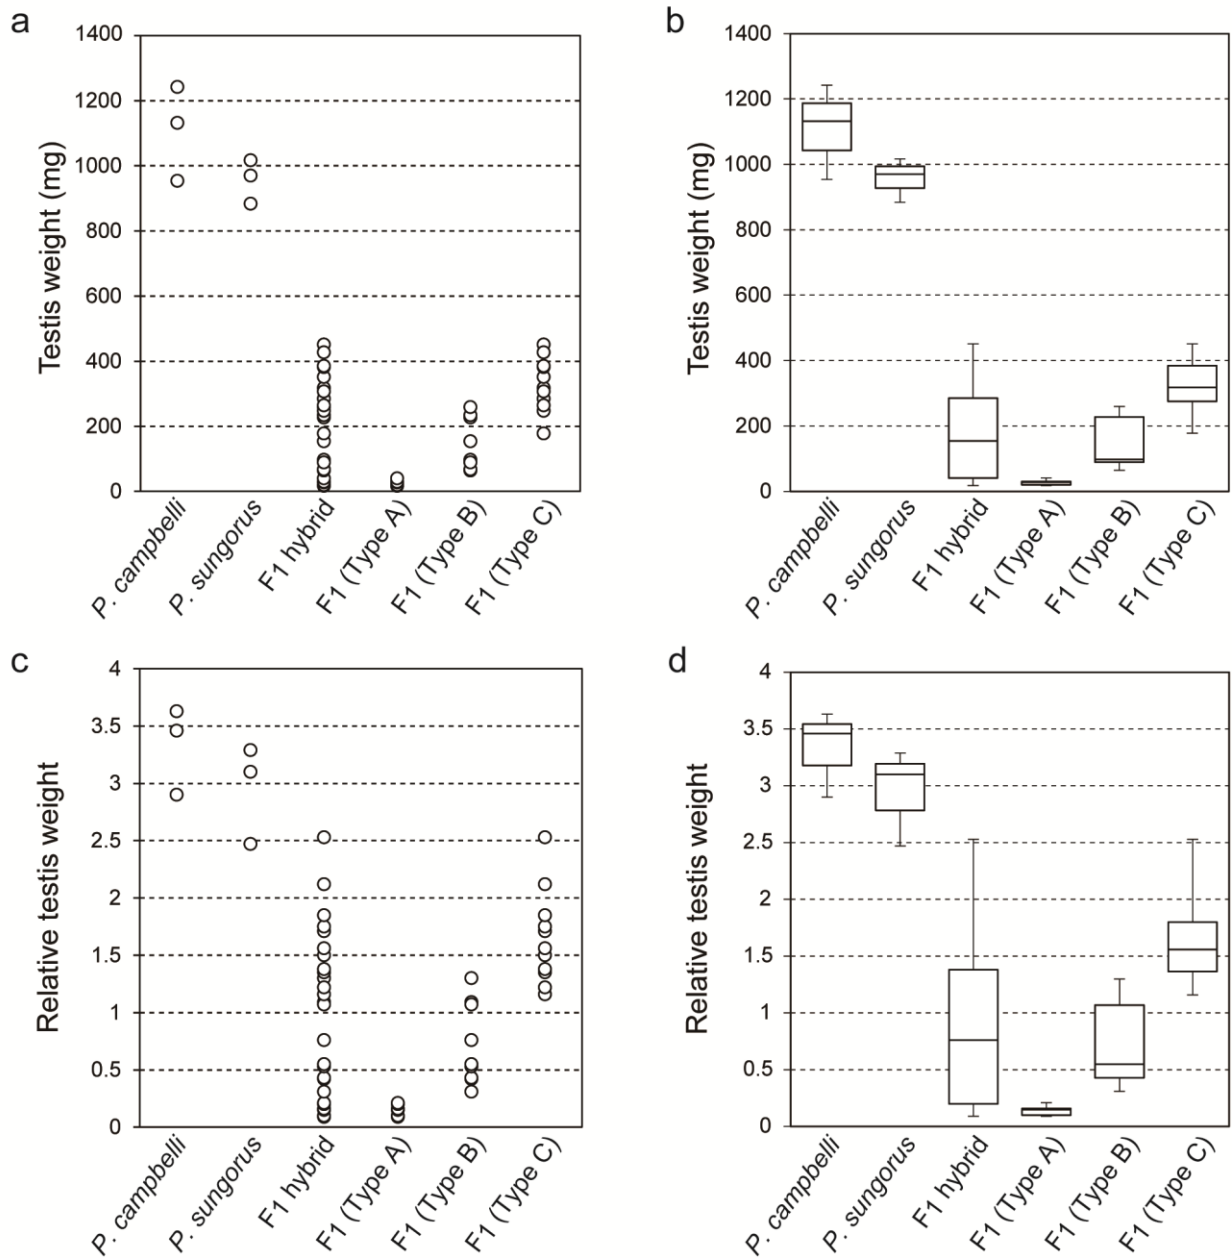 a
Testis weight (mg)
1400
1200
1000
800
600
400
200
0
P. campbelli
P. sungorus
F1 hybrid
F1 (Type A)
F1 (Type B)
F1 (Type C)
b
Testis weight (mg)
1400
1200
1000
800
600
400
200
0
P. campbelli
P. sungorus
F1 hybrid
F1 (Type A)
F1 (Type B)
F1 (Type C)
c
Relative testis weight
4
3.5
3
2.5
2
1.5
1
0.5
0
P. campbelli
P. sungorus
F1 hybrid
F1 (Type A)
F1 (Type B)
F1 (Type C)
d
Relative testis weight
4
3.5
3
2.5
2
1.5
1
0.5
0
P. campbelli
P. sungorus
F1 hybrid
F1 (Type A)
F1 (Type B)
F1 (Type C)